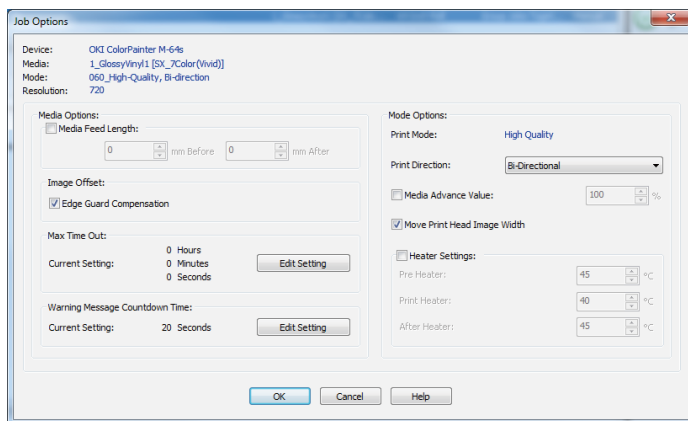 Job Options
Device: OKI ColorPainter M-64s
Media: 1_GlossyVinyl1 [SX_7Color(Vivid)]
Mode: 060_High-Quality, Bi-direction
Resolution: 720
Media Options:
Media Feed Length:
0 mm Before 0 mm After
Image Offset:
Edge Guard Compensation
Max Time Out:
0 Hours
Current Setting: 0 Minutes Edit Setting
0 Seconds
Warning Message Countdown Time:
Current Setting: 20 Seconds Edit Setting
Mode Options:
Print Mode: High Quality
Print Direction: Bi-Directional
Media Advance Value: 100 %
Move Print Head Image Width
Heater Settings:
Pre Heater: 45 °C
Print Heater: 40 °C
After Heater: 45 °C
OK Cancel Help